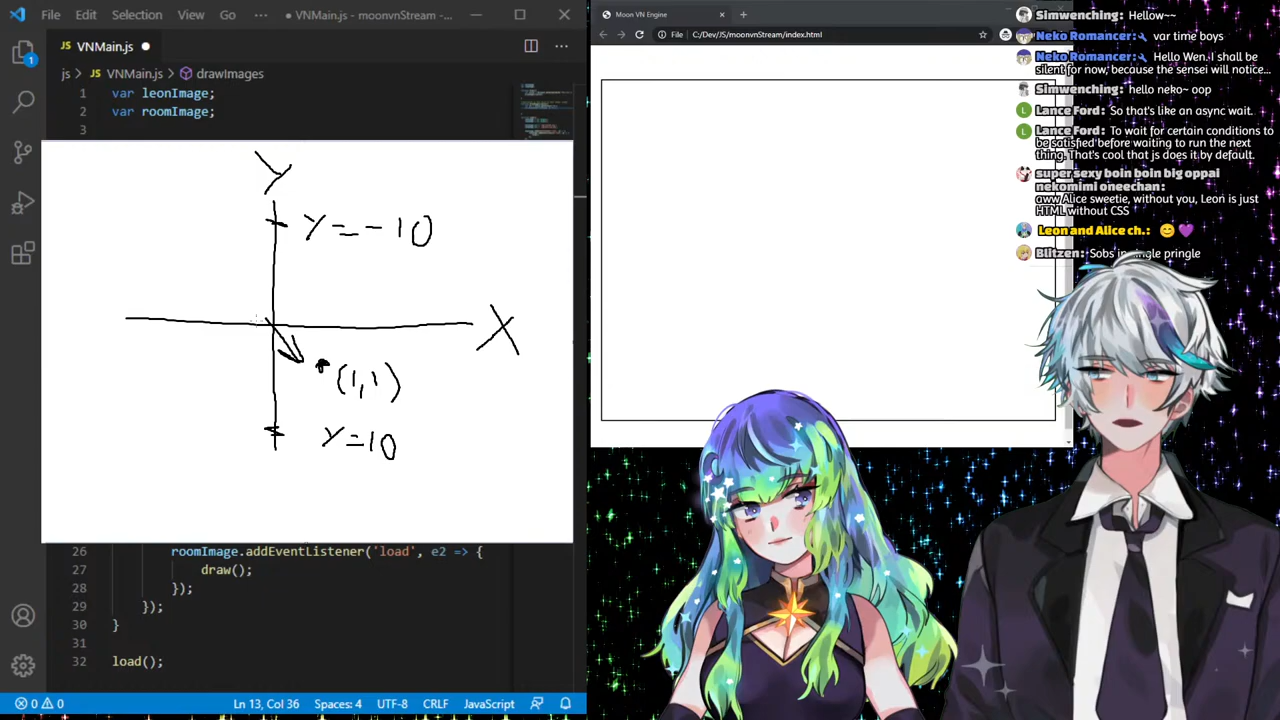 File Edit Selection View Go ... ● VNMain.js - moonvnStream - ...
VNMain.js ●
js > JS VNMain.js > drawImages
1 var leonImage;
2 var roomImage;
3
Y
y=-10
X
(1,1)
y=10
26 roomImage.addEventListener('load', e2 => {
27 draw();
28 });
29 });
30 }
31
32 load();
0 0 Ln 13, Col 36 Spaces: 4 UTF-8 CRLF JavaScript
Moon VN Engine
File C:/Dev/JS/moonvnStream/index.html
Simwenching: Hellow~~
Neko Romancer: var time boys
Neko Romancer: Hello Wen. I shall be
silent for now, because the sensei will notice...
Simwenching: hello neko~ oop
L Lance Ford: So that's like an async wait.
L Lance Ford: To wait for certain conditions to
be satisfied before waiting to run the next
thing. That's cool that js does it by default.
super sexy boin boin big oppai
nekomimi oneechan:
aww Alice sweetie, without you, Leon is just
HTML without CSS
Leon and Alice ch.: 😊💜
Blitzen: Sobs in
pringle